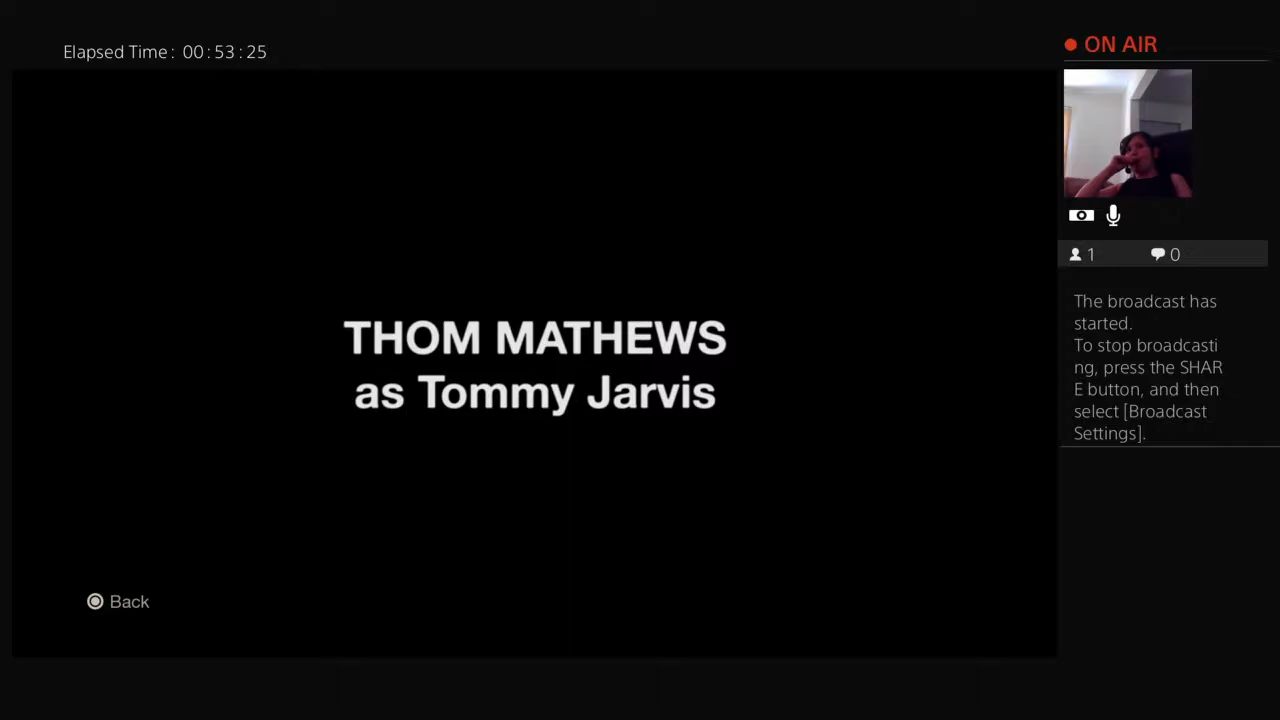 Elapsed Time: 00:53:25
ON AIR
1 0
The broadcast has
started.
To stop broadcasti
ng, press the SHAR
E button, and then
select [Broadcast
Settings].
THOM MATHEWS
as Tommy Jarvis
Back